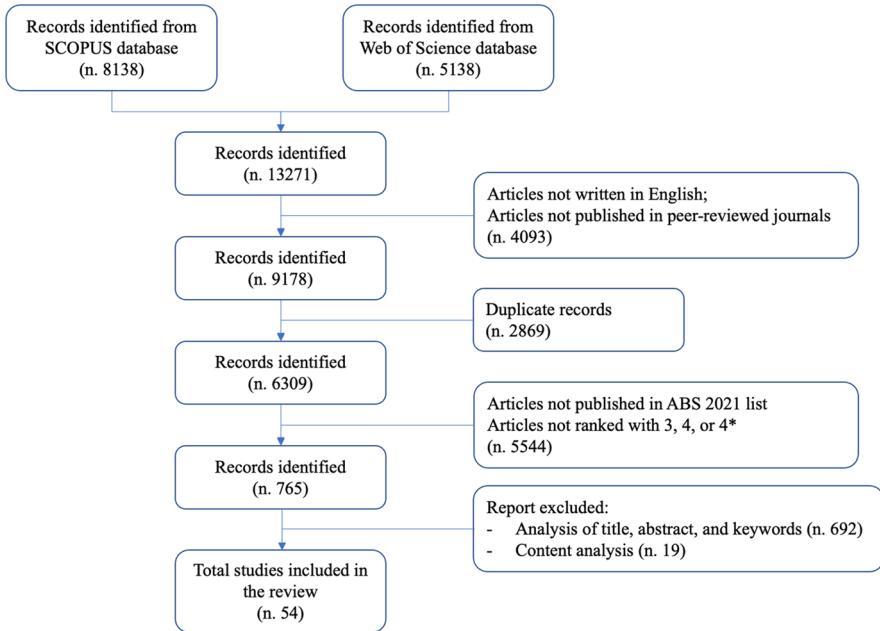 Records identified from
SCOPUS database
(n. 8138)
Records identified from
Web of Science database
(n. 5138)
Records identified
(n. 13271)
Articles not written in English;
Articles not published in peer-reviewed journals
(n. 4093)
Records identified
(n. 9178)
Duplicate records
(n. 2869)
Records identified
(n. 6309)
Articles not published in ABS 2021 list
Articles not ranked with 3, 4, or 4*
(n. 5544)
Records identified
(n. 765)
Report excluded:
- Analysis of title, abstract, and keywords (n. 692)
- Content analysis (n. 19)
Total studies included in
the review
(n. 54)